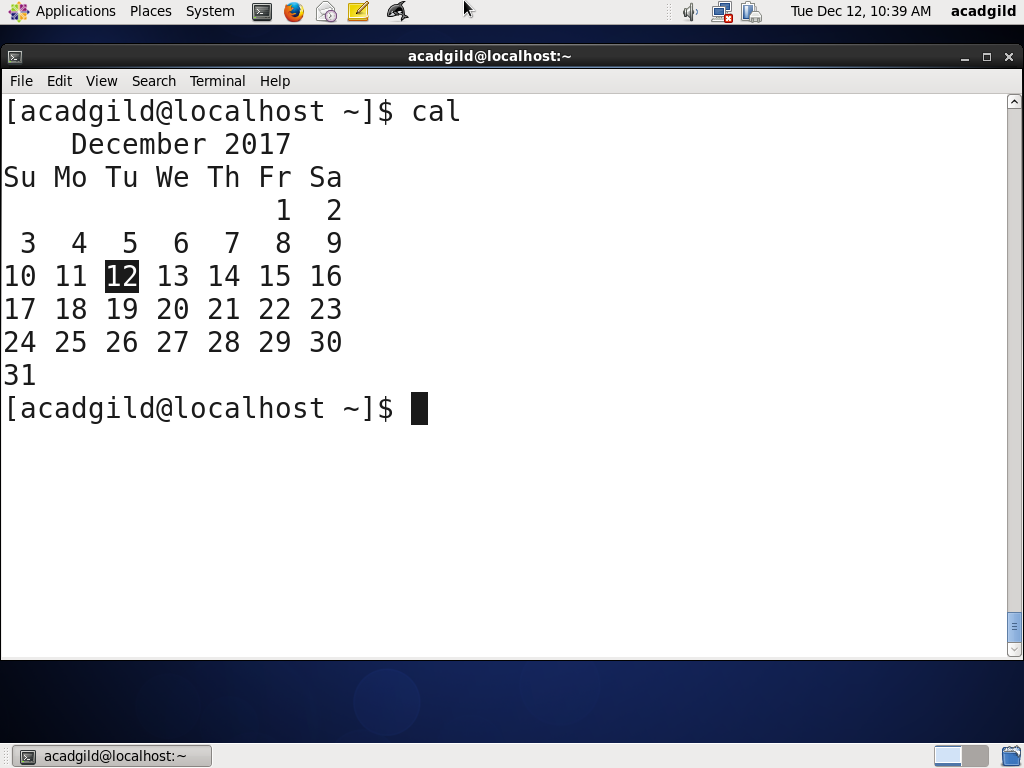 Applications Places System Tue Dec 12, 10:39 AM acadgild
acadgild@localhost:~
File Edit View Search Terminal Help
[acadgild@localhost ~]$ cal
    December 2017
Su Mo Tu We Th Fr Sa
                1  2
 3  4  5  6  7  8  9
10 11 12 13 14 15 16
17 18 19 20 21 22 23
24 25 26 27 28 29 30
31
[acadgild@localhost ~]$
acadgild@localhost:~